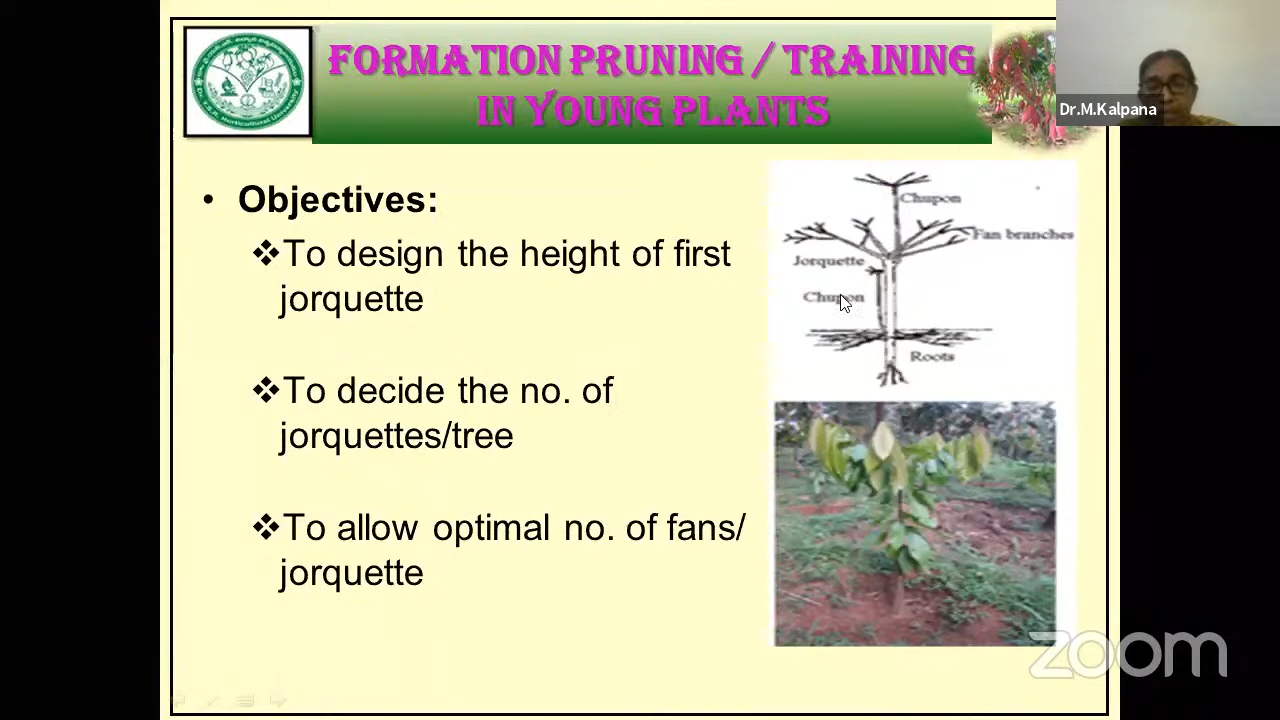 FORMATION PRUNING / TRAINING
IN YOUNG PLANTS
Dr.M.Kalpana
• Objectives:
❖To design the height of first
jorquette
❖To decide the no. of
jorquettes/tree
❖To allow optimal no. of fans/
jorquette
Chupon
Fan branches
Jorquette
Chupon
Roots
zoom